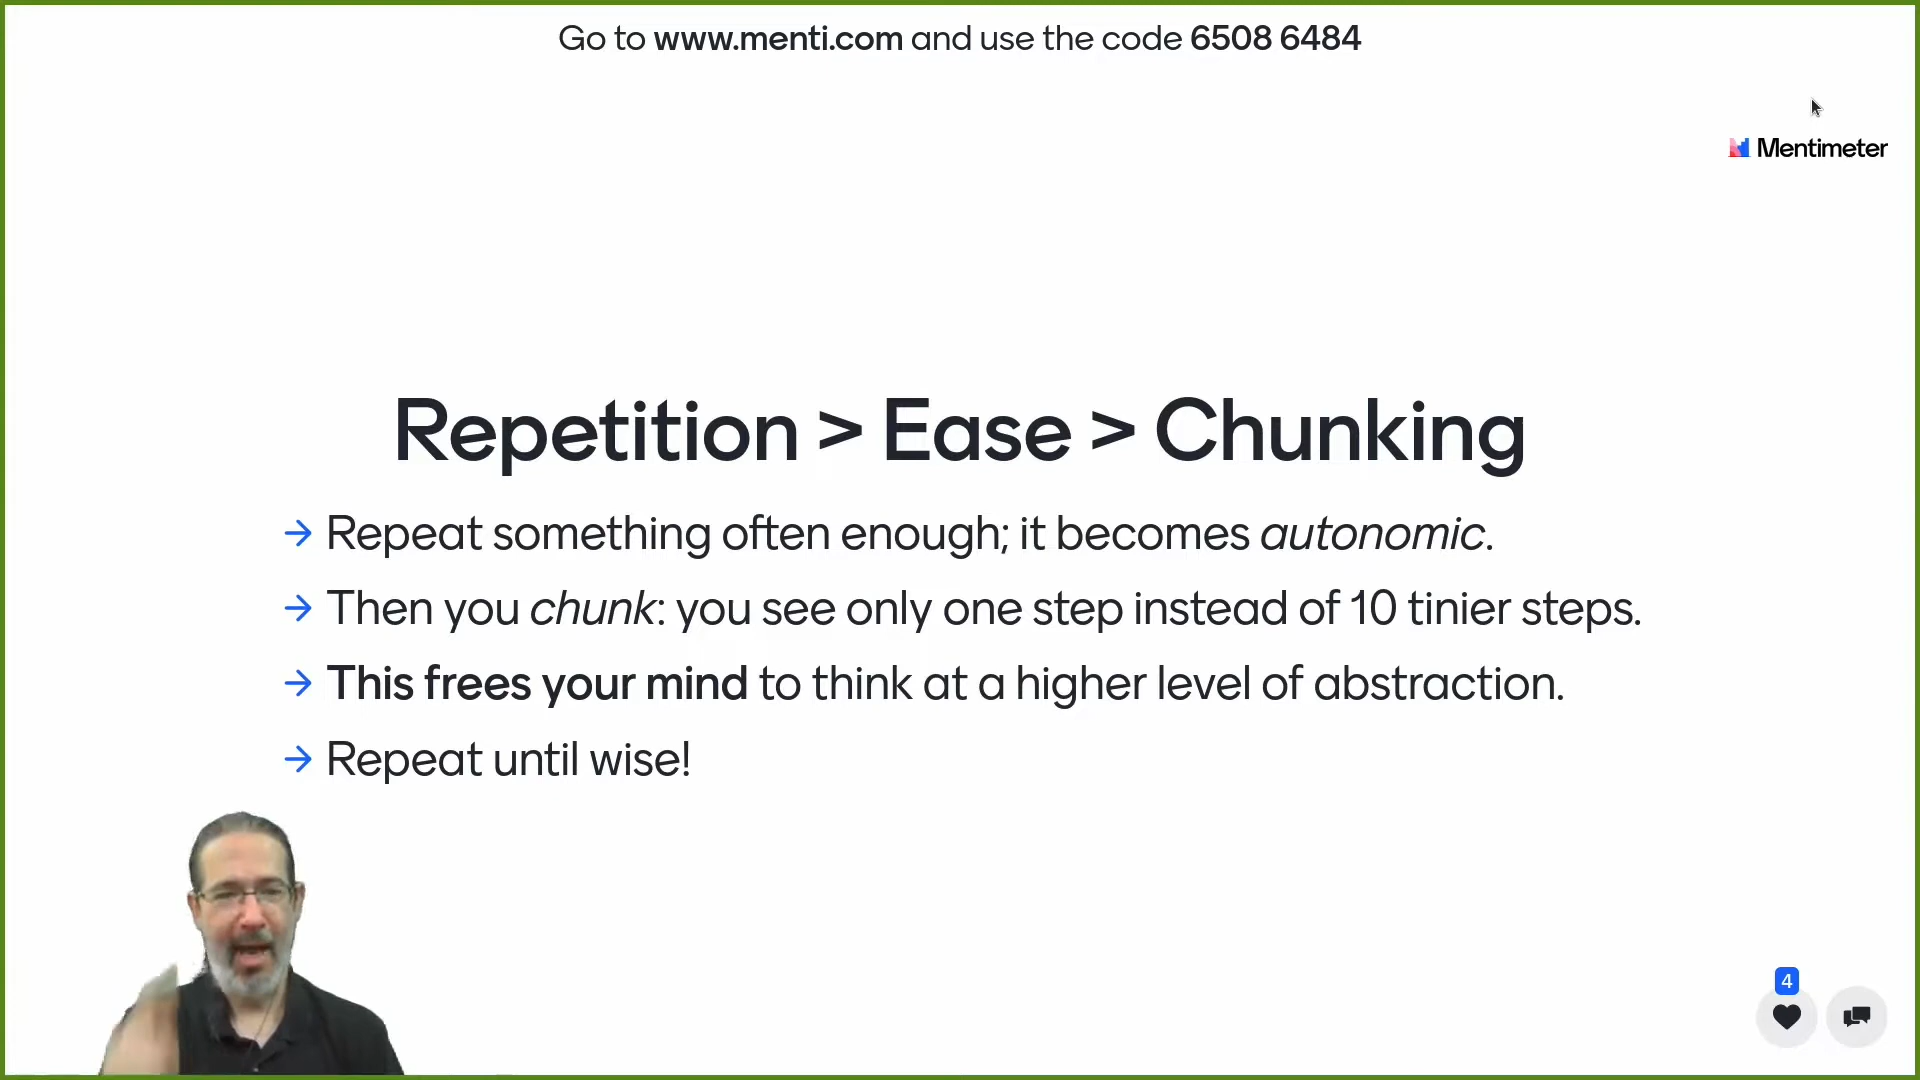 Go to www.menti.com and use the code 6508 6484
Mentimeter
Repetition > Ease > Chunking
→ Repeat something often enough; it becomes autonomic.
→ Then you chunk: you see only one step instead of 10 tinier steps.
→ This frees your mind to think at a higher level of abstraction.
→ Repeat until wise!
4